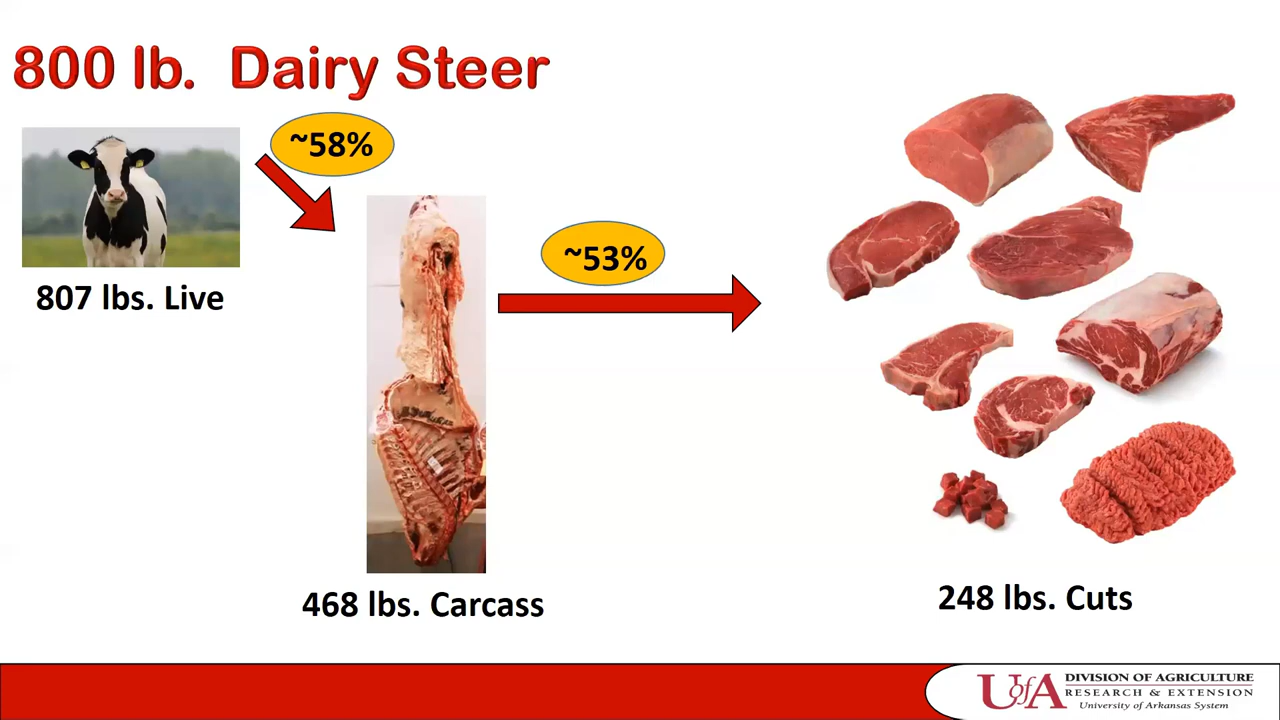 800 lb. Dairy Steer
~58%
~53%
807 lbs. Live
468 lbs. Carcass
248 lbs. Cuts
UofA
DIVISION OF AGRICULTURE
RESEARCH & EXTENSION
University of Arkansas System